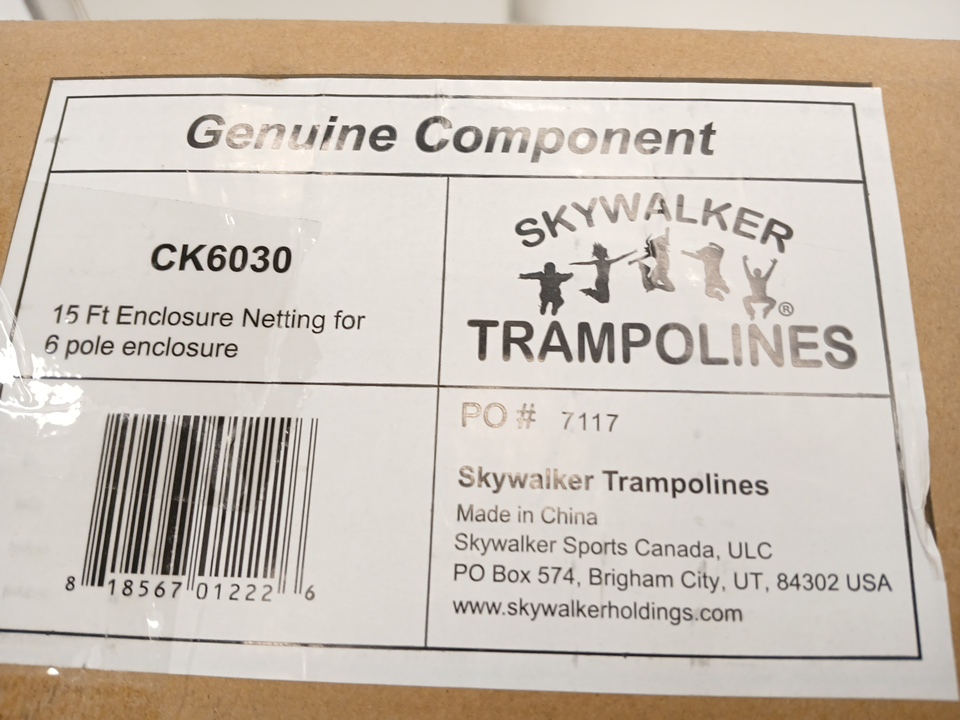 Genuine Component
CK6030
15 Ft Enclosure Netting for
6 pole enclosure
SKYWALKER
TRAMPOLINES®
8 18567 01222 6
PO # 7117
Skywalker Trampolines
Made in China
Skywalker Sports Canada, ULC
PO Box 574, Brigham City, UT, 84302 USA
www.skywalkerholdings.com